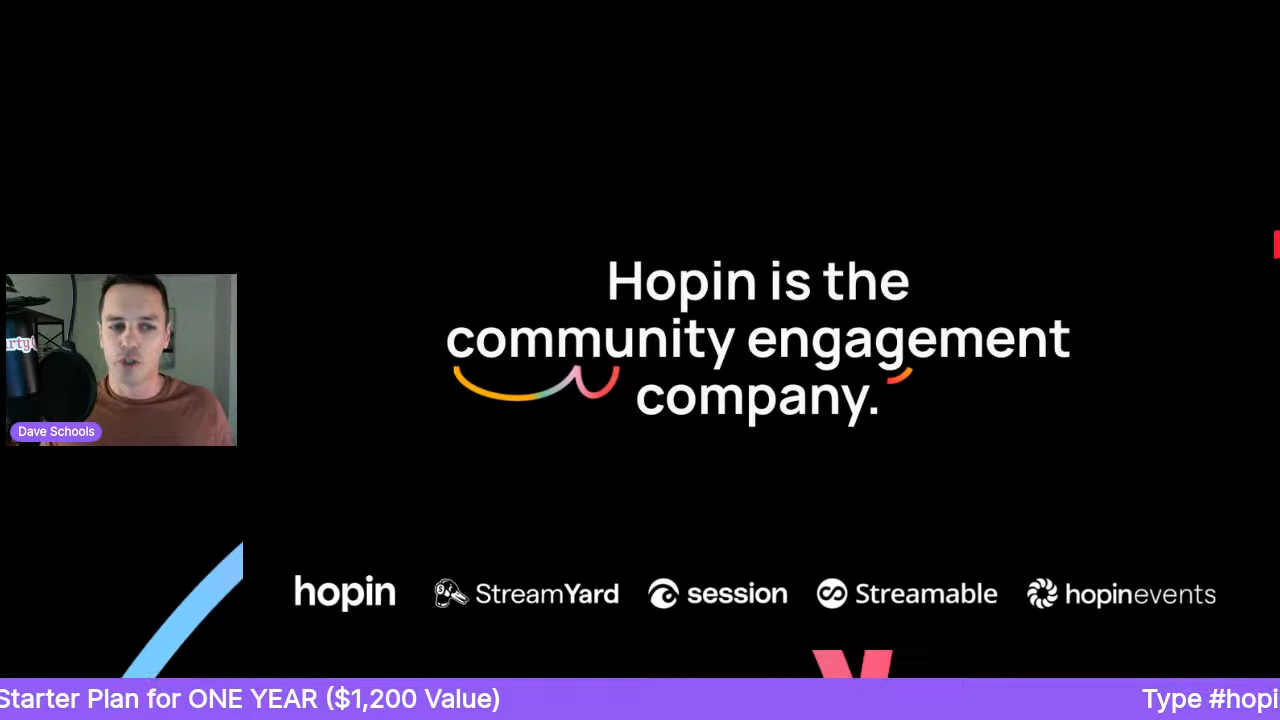 Hopin is the
community engagement
company.
Dave Schools
hopin StreamYard session Streamable hopinevents
Starter Plan for ONE YEAR ($1,200 Value) Type #hopi